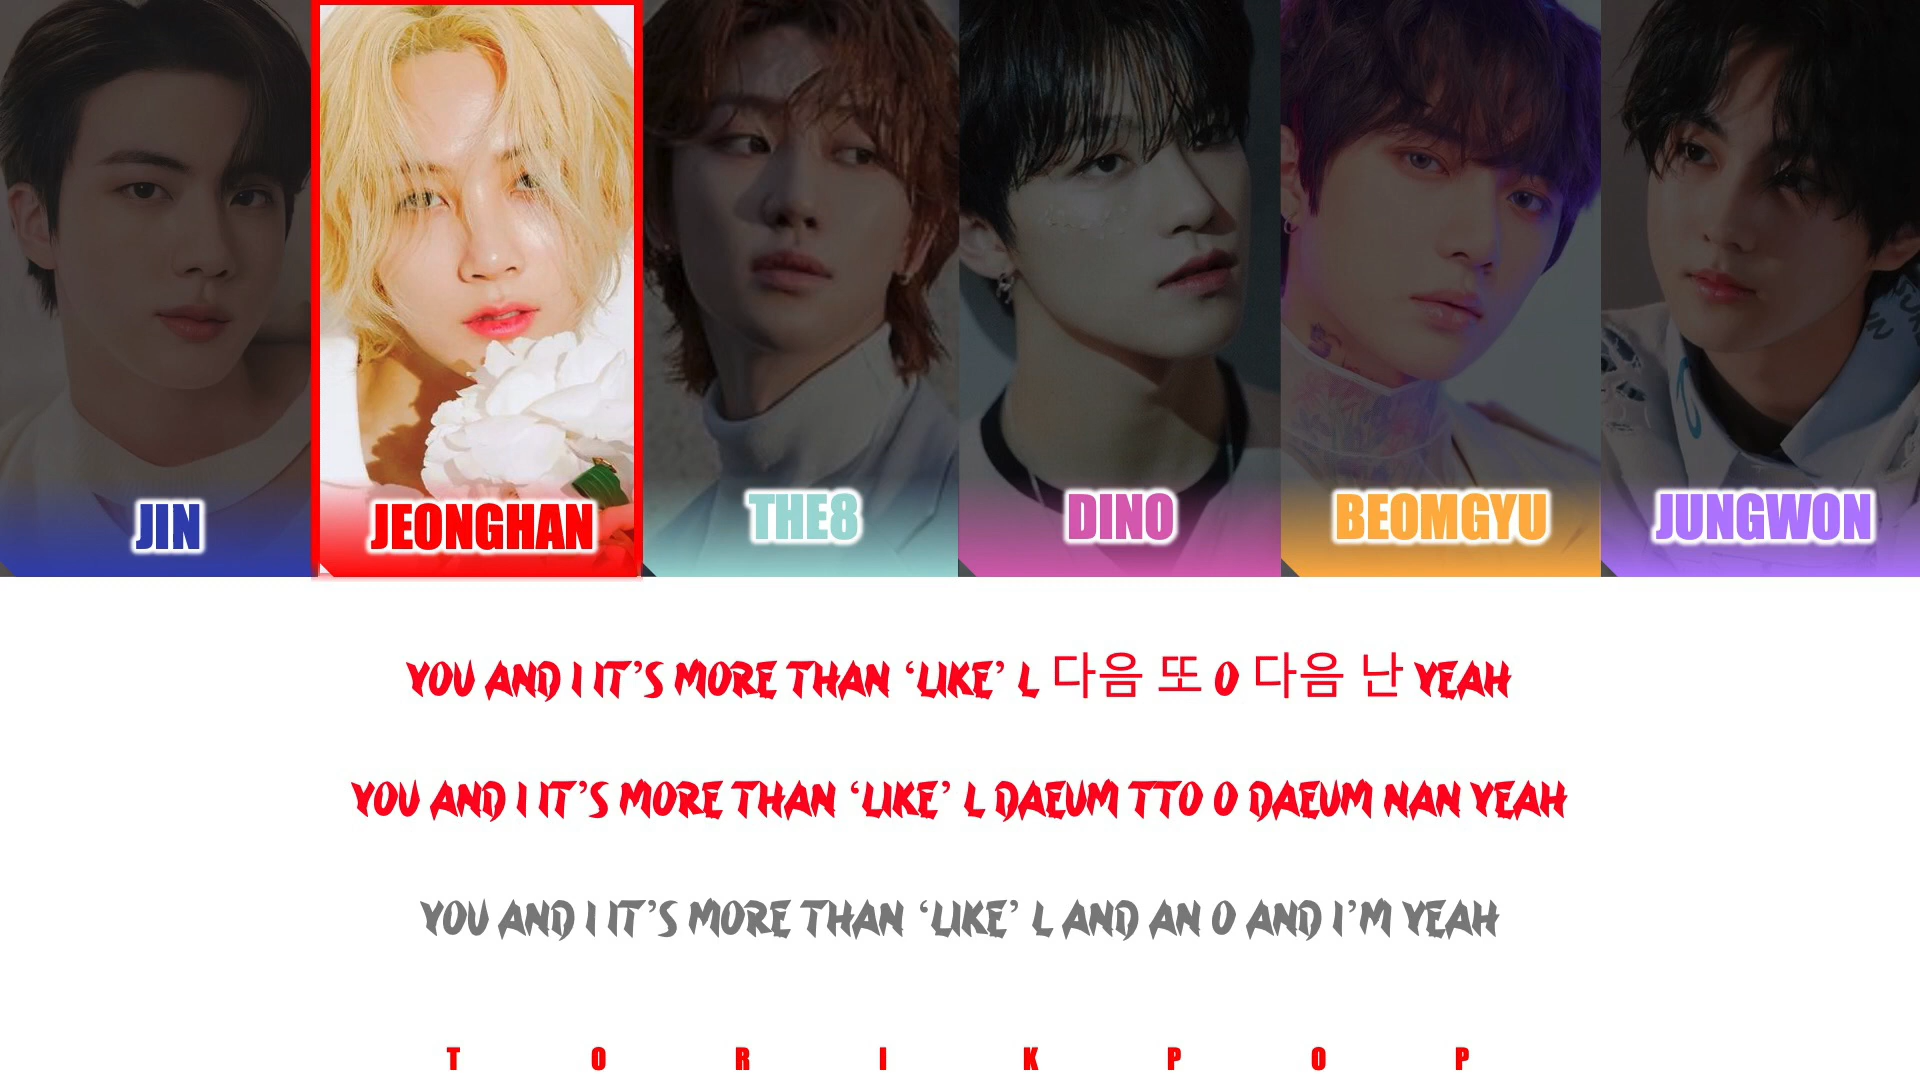 JIN
JEONGHAN
THE8
DINO
BEOMGYU
JUNGWON
YOU AND I IT’S MORE THAN ‘LIKE’ L 다음 또 O 다음 난 YEAH
YOU AND I IT’S MORE THAN ‘LIKE’ L DAEUM TTO O DAEUM NAN YEAH
YOU AND I IT’S MORE THAN ‘LIKE’ L AND AN O AND I’M YEAH
T O R I K P O P